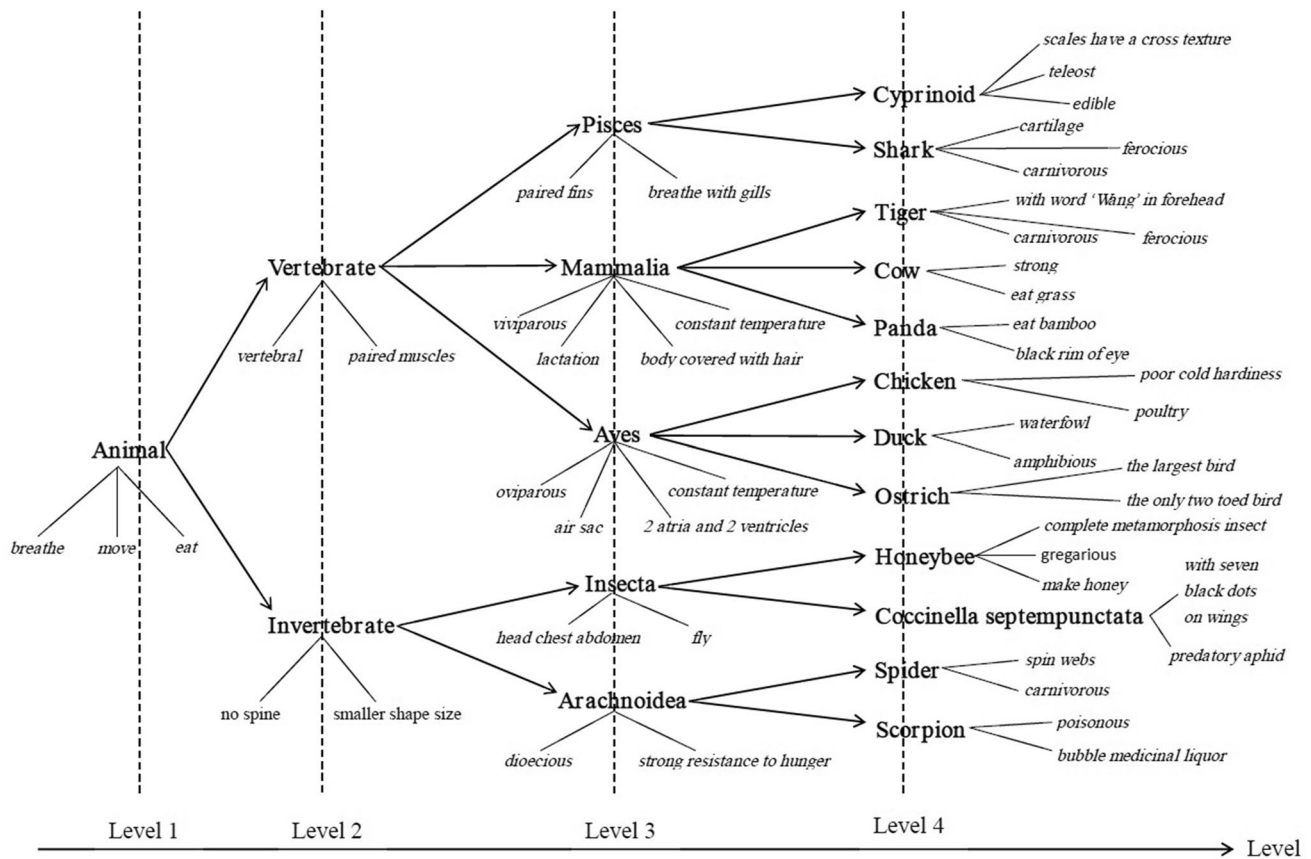 scales have a cross texture
teleost
Cyprinoid
edible
Pisces
cartilage
Shark
ferocious
carnivorous
paired fins
breathe with gills
with word ‘Wang’ in forehead
Tiger
carnivorous
ferocious
Vertebrate
Mammalia
Cow
strong
eat grass
viviparous
constant temperature
Panda
eat bamboo
black rim of eye
vertebral
paired muscles
lactation
body covered with hair
Chicken
poor cold hardiness
poultry
Animal
Aves
Duck
waterfowl
amphibious
oviparous
constant temperature
Ostrich
the largest bird
the only two toed bird
air sac
2 atria and 2 ventricles
breathe
move
eat
complete metamorphosis insect
Honeybee
gregarious
make honey
Insecta
with seven
black dots
on wings
Coccinella septempunctata
predatory aphid
Invertebrate
head chest abdomen
fly
Spider
spin webs
carnivorous
no spine
smaller shape size
Arachnoidea
Scorpion
poisonous
bubble medicinal liquor
dioecious
strong resistance to hunger
Level 1
Level 2
Level 3
Level 4
Level